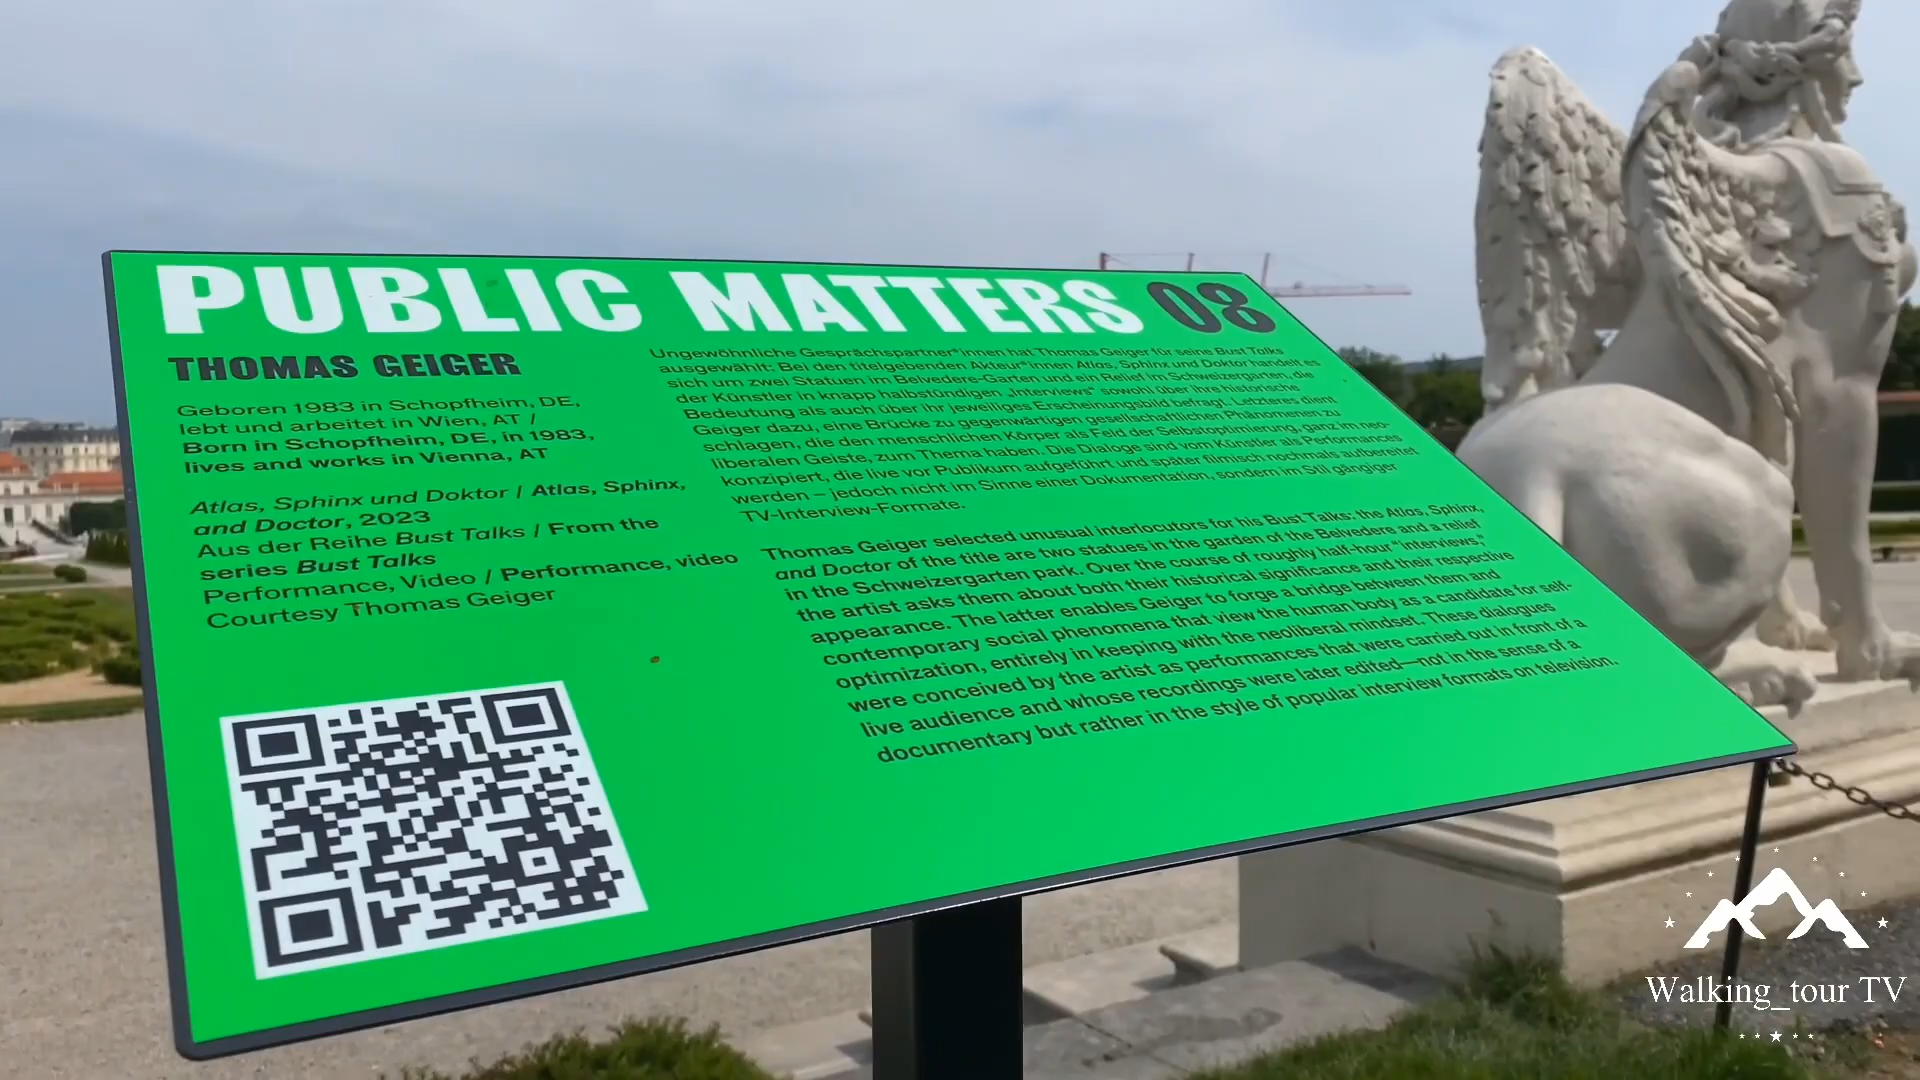 PUBLIC MATTERS 08
THOMAS GEIGER
Geboren 1983 in Schopfheim, DE,
lebt und arbeitet in Wien, AT /
Born in Schopfheim, DE, in 1983,
lives and works in Vienna, AT
Atlas, Sphinx und Doktor / Atlas, Sphinx,
and Doctor, 2023
Aus der Reihe Bust Talks / From the
series Bust Talks
Performance, Video / Performance, video
Courtesy Thomas Geiger
Ungewöhnliche Gesprächspartner*innen hat Thomas Geiger für seine Bust Talks
ausgewählt: Bei den titelgebenden Akteur*innen Atlas, Sphinx und Doktor handelt es
sich um zwei Statuen im Belvedere-Garten und ein Relief im Schweizergarten, die
der Künstler in knapp halbstündigen „Interviews“ sowohl über ihre historische
Bedeutung als auch über ihr jeweiliges Erscheinungsbild befragt. Letzteres dient
Geiger dazu, eine Brücke zu gegenwärtigen gesellschaftlichen Phänomenen zu
schlagen, die den menschlichen Körper als Feld der Selbstoptimierung, ganz im neo-
liberalen Geiste, zum Thema haben. Die Dialoge sind vom Künstler als Performances
konzipiert, die live vor Publikum aufgeführt und später filmisch nochmals aufbereitet
werden – jedoch nicht im Sinne einer Dokumentation, sondern im Stil gängiger
TV-Interview-Formate.
Thomas Geiger selected unusual interlocutors for his Bust Talks: the Atlas, Sphinx,
and Doctor of the title are two statues in the garden of the Belvedere and a relief
in the Schweizergarten park. Over the course of roughly half-hour “interviews,”
the artist asks them about both their historical significance and their respective
appearance. The latter enables Geiger to forge a bridge between them and
contemporary social phenomena that view the human body as a candidate for self-
optimization, entirely in keeping with the neoliberal mindset. These dialogues
were conceived by the artist as performances that were carried out in front of a
live audience and whose recordings were later edited—not in the sense of a
documentary but rather in the style of popular interview formats on television.
Walking_tour TV